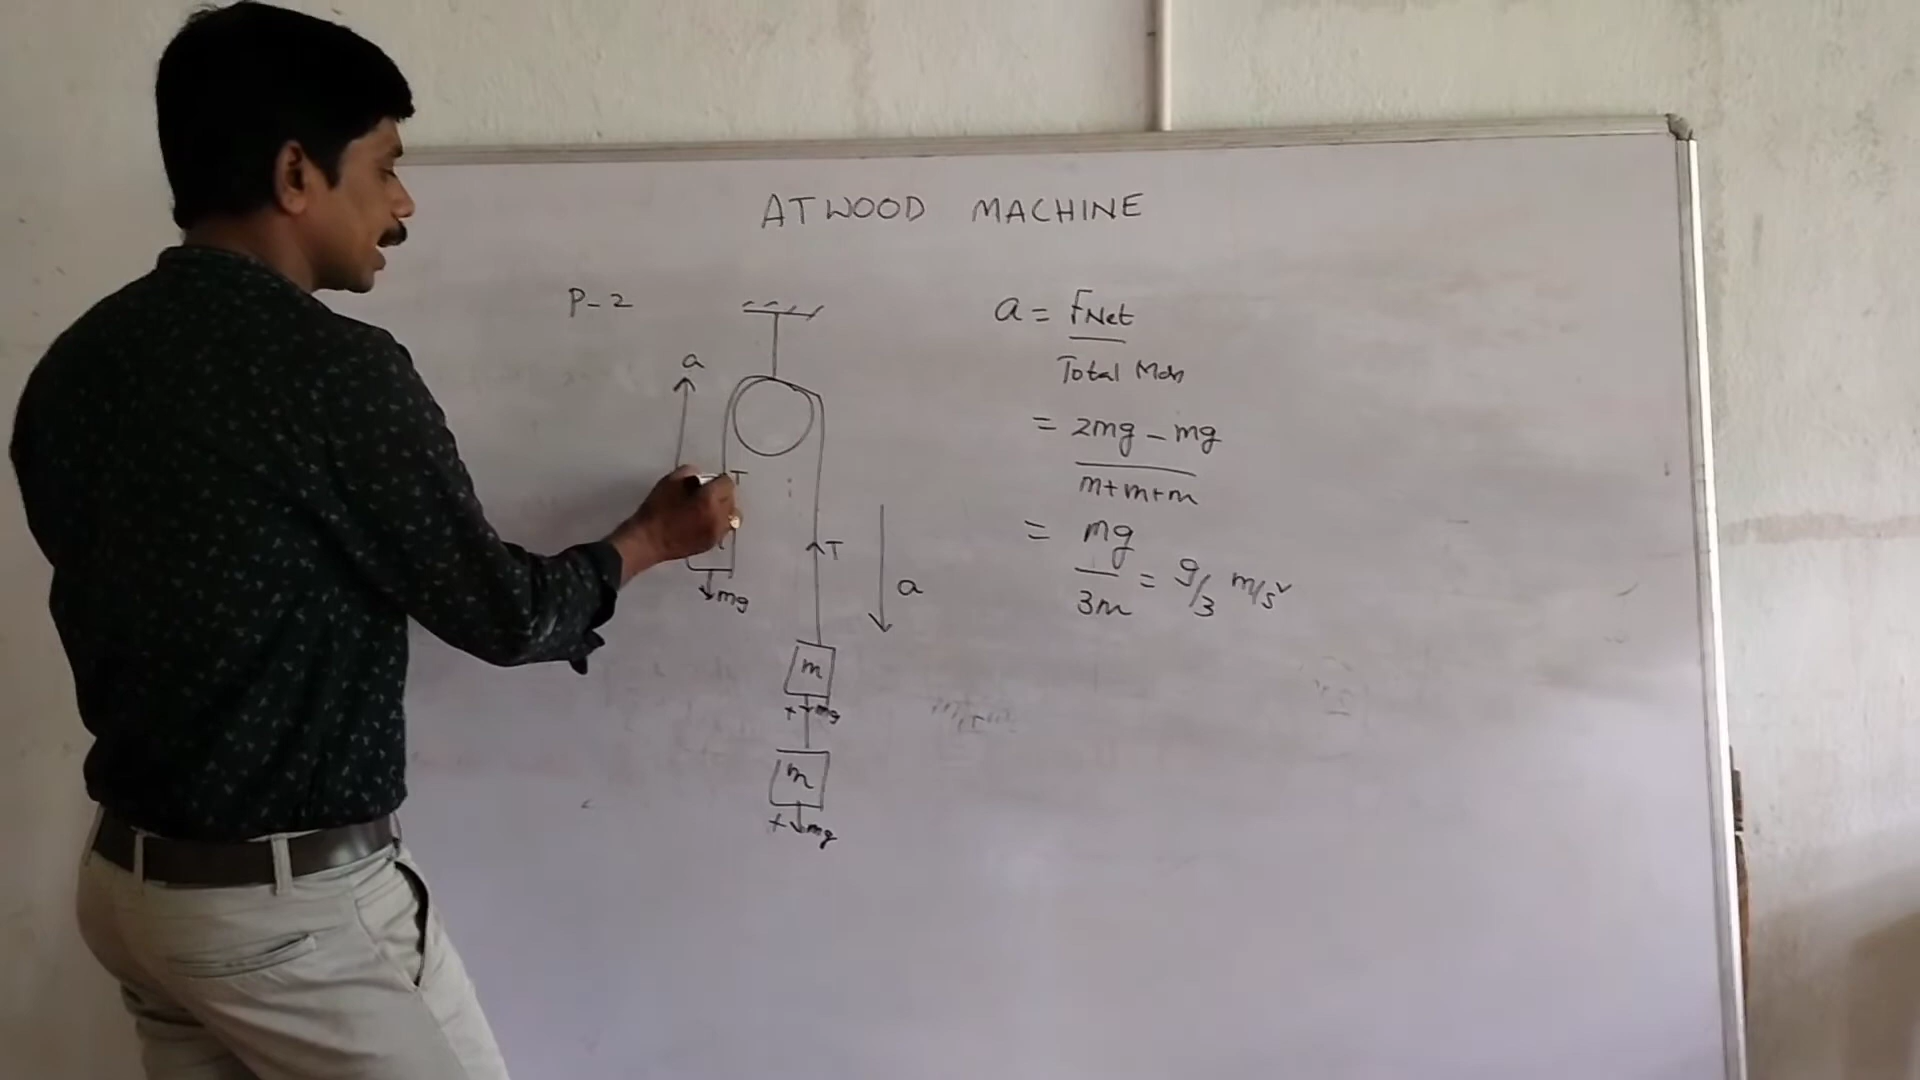 ATWOOD MACHINE
P-2
a
T
mg
T
a
m
+ mg
m
+ mg
a = FNet
Total Mass
= 2mg - mg
m+m+m
= mg
3m
= g/3 m/s²